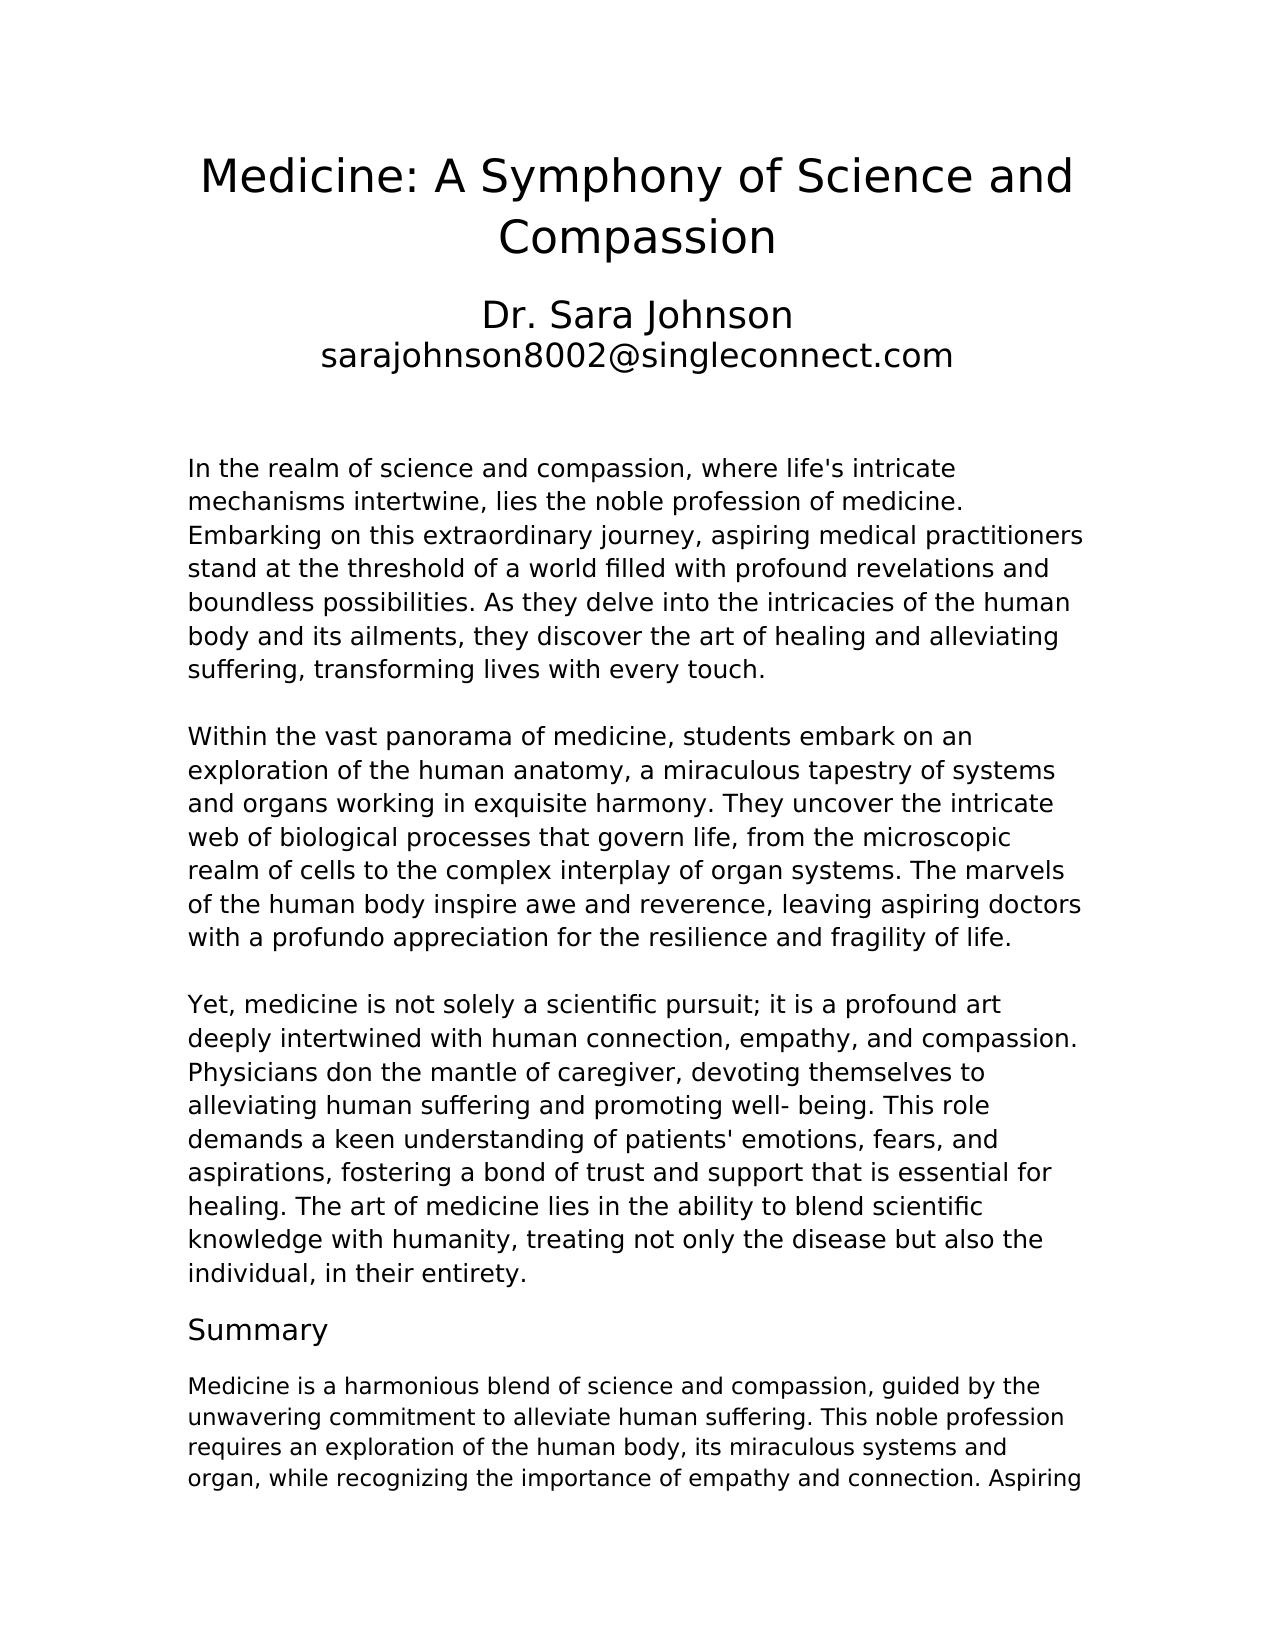 Medicine: A Symphony of Science and
Compassion
Dr. Sara Johnson
sarajohnson8002@singleconnect.com
In the realm of science and compassion, where life's intricate
mechanisms intertwine, lies the noble profession of medicine.
Embarking on this extraordinary journey, aspiring medical practitioners
stand at the threshold of a world filled with profound revelations and
boundless possibilities. As they delve into the intricacies of the human
body and its ailments, they discover the art of healing and alleviating
suffering, transforming lives with every touch.
Within the vast panorama of medicine, students embark on an
exploration of the human anatomy, a miraculous tapestry of systems
and organs working in exquisite harmony. They uncover the intricate
web of biological processes that govern life, from the microscopic
realm of cells to the complex interplay of organ systems. The marvels
of the human body inspire awe and reverence, leaving aspiring doctors
with a profundo appreciation for the resilience and fragility of life.
Yet, medicine is not solely a scientific pursuit; it is a profound art
deeply intertwined with human connection, empathy, and compassion.
Physicians don the mantle of caregiver, devoting themselves to
alleviating human suffering and promoting well- being. This role
demands a keen understanding of patients' emotions, fears, and
aspirations, fostering a bond of trust and support that is essential for
healing. The art of medicine lies in the ability to blend scientific
knowledge with humanity, treating not only the disease but also the
individual, in their entirety.
Summary
Medicine is a harmonious blend of science and compassion, guided by the
unwavering commitment to alleviate human suffering. This noble profession
requires an exploration of the human body, its miraculous systems and
organ, while recognizing the importance of empathy and connection. Aspiring